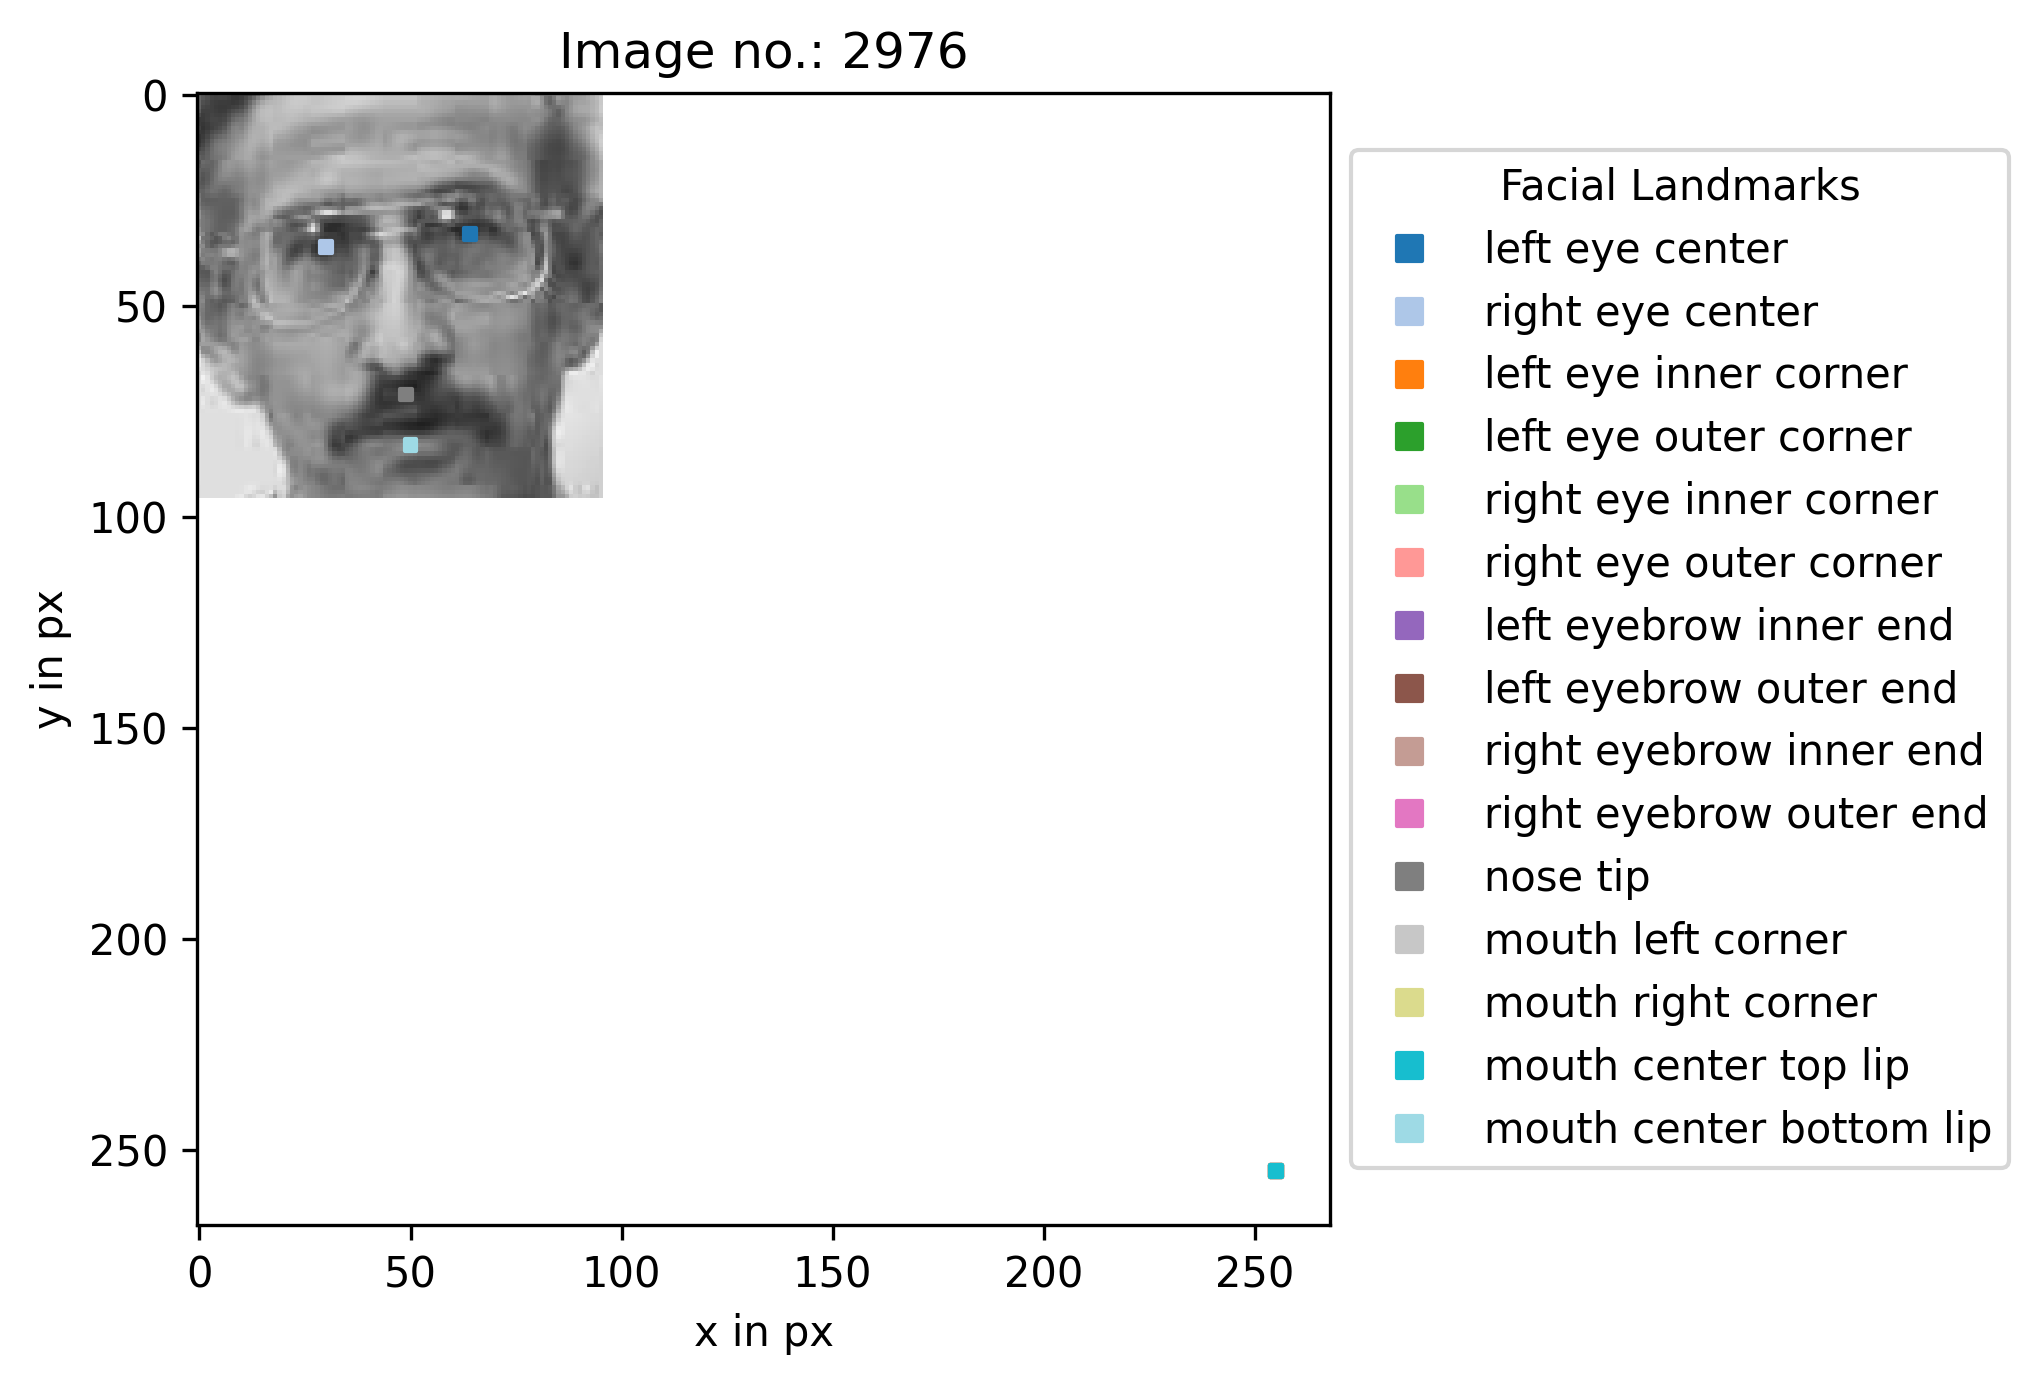 Image no.: 2976
0
50
100
150
200
250
y in px
0 50 100 150 200 250
x in px
Facial Landmarks
left eye center
right eye center
left eye inner corner
left eye outer corner
right eye inner corner
right eye outer corner
left eyebrow inner end
left eyebrow outer end
right eyebrow inner end
right eyebrow outer end
nose tip
mouth left corner
mouth right corner
mouth center top lip
mouth center bottom lip